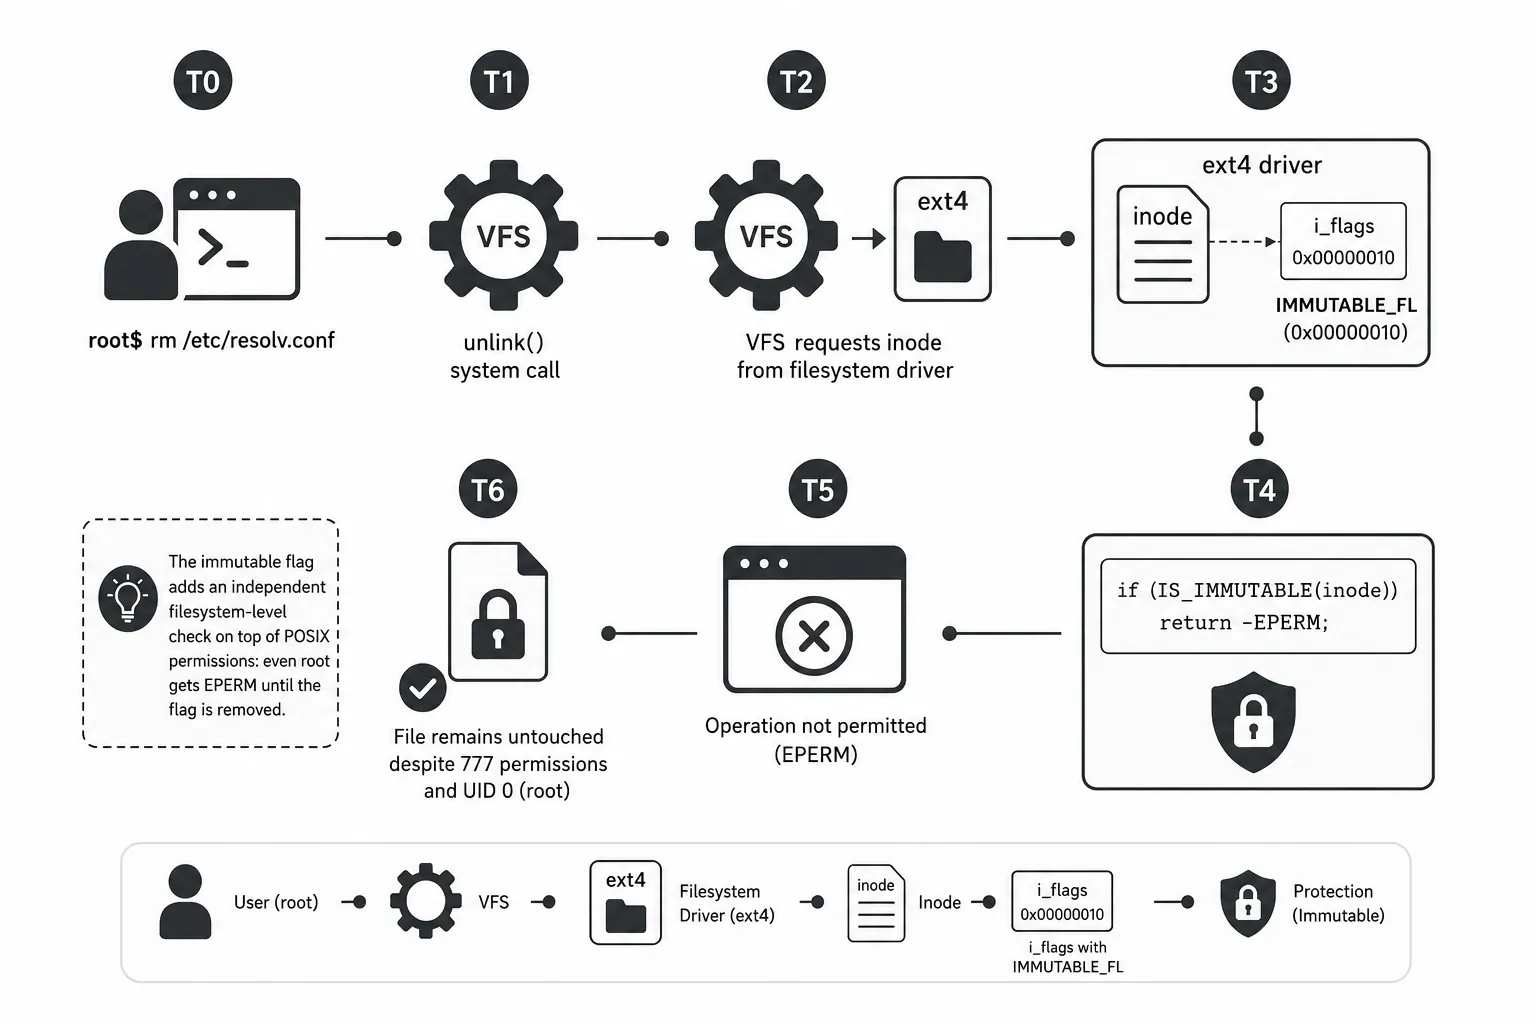 T0
T1
T2
T3
root$ rm /etc/resolv.conf
VFS
unlink()
system call
VFS
ext4
VFS requests inode
from filesystem driver
ext4 driver
inode
i_flags
0x00000010
IMMUTABLE_FL
(0x00000010)
T4
if (IS_IMMUTABLE(inode))
return -EPERM;
T5
Operation not permitted
(EPERM)
T6
File remains untouched
despite 777 permissions
and UID 0 (root)
The immutable flag
adds an independent
filesystem-level
check on top of POSIX
permissions: even root
gets EPERM until the
flag is removed.
User (root)
VFS
ext4
Filesystem
Driver (ext4)
inode
Inode
i_flags
0x00000010
i_flags with
IMMUTABLE_FL
Protection
(Immutable)